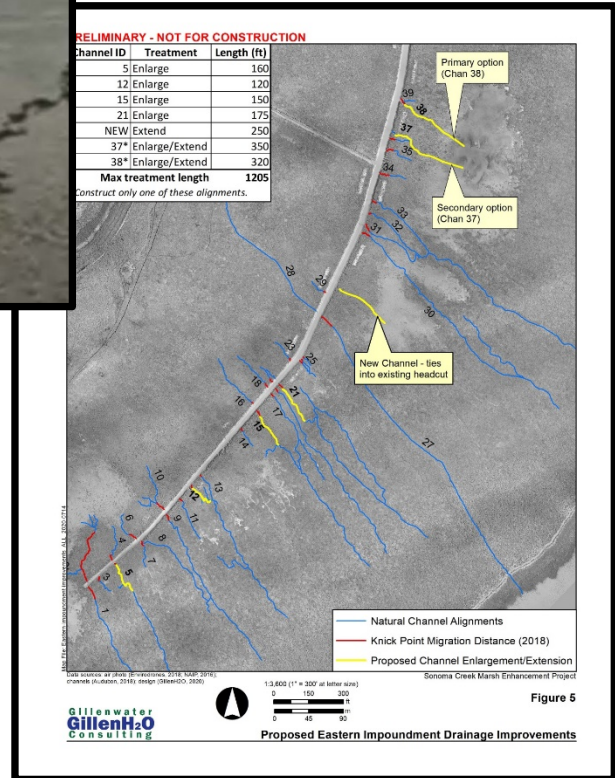 RELIMINARY - NOT FOR CONSTRUCTION
Channel ID Treatment Length (ft)
5 Enlarge 160
12 Enlarge 120
15 Enlarge 150
21 Enlarge 175
NEW Extend 250
37* Enlarge/Extend 350
38* Enlarge/Extend 320
Max treatment length 1205
Construct only one of these alignments.
Primary option
(Chan 38)
39
38
37
35
34
Secondary option
(Chan 37)
33
32
31
28
29
30
New Channel - ties
into existing headcut
23
25
18
21
16
17
15
14
27
10
13
12
6
9
11
4
8
7
5
3
1
Natural Channel Alignments
Knick Point Migration Distance (2018)
Proposed Channel Enlargement/Extension
Map File: Eastern Impoundment Improvements_ALL_2020-0714
Data sources: air photo (Envirodrones, 2018; NAIP, 2016);
channels (Audubon, 2018); design (GillenH2O, 2020)
Sonoma Creek Marsh Enhancement Project
1:3,600 (1" = 300' at letter size)
0 150 300
ft
m
0 45 90
Figure 5
Gillenwater
GillenH2O
Consulting
Proposed Eastern Impoundment Drainage Improvements